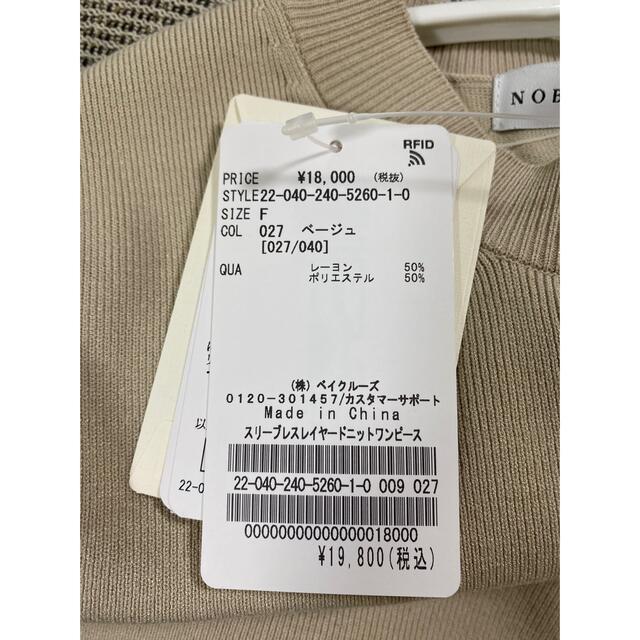 NOB
RFID
PRICE ¥18,000 (税抜)
STYLE22-040-240-5260-1-0
SIZE F
COL 027 ベージュ
[027/040]
QUA レーヨン 50%
ポリエステル 50%
(株) ベイクルーズ
0120-301457/カスタマーサポート
Made in China
スリーブレスレイヤードニットワンピース
22-040-240-5260-1-0 009 027
00000000000000018000
¥19,800(税込)
以
22-0